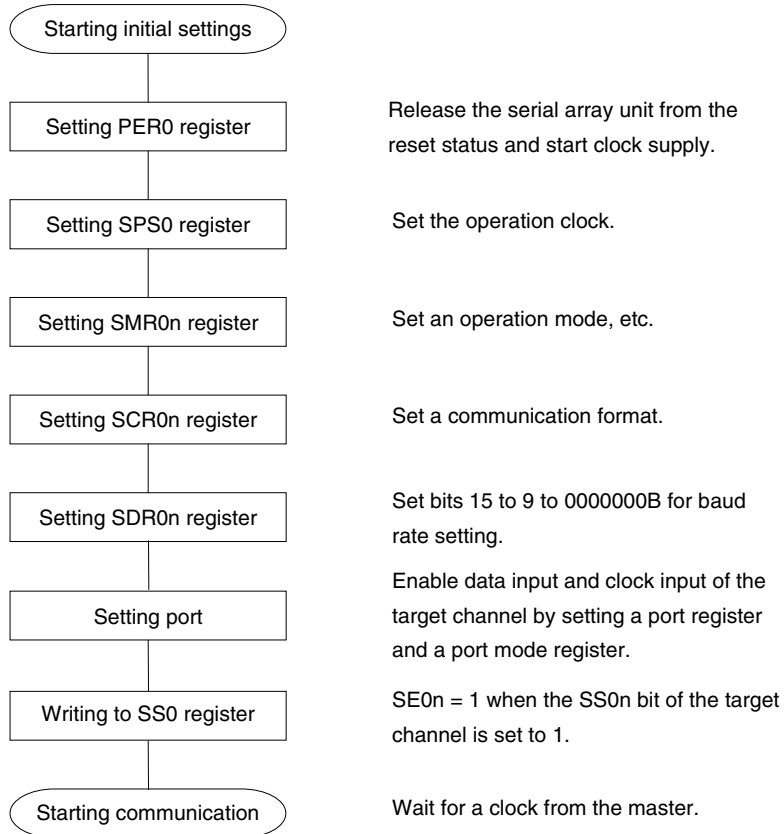 Starting initial settings
Setting PER0 register
Release the serial array unit from the
reset status and start clock supply.
Setting SPS0 register
Set the operation clock.
Setting SMR0n register
Set an operation mode, etc.
Setting SCR0n register
Set a communication format.
Setting SDR0n register
Set bits 15 to 9 to 0000000B for baud
rate setting.
Setting port
Enable data input and clock input of the
target channel by setting a port register
and a port mode register.
Writing to SS0 register
SE0n = 1 when the SS0n bit of the target
channel is set to 1.
Starting communication
Wait for a clock from the master.